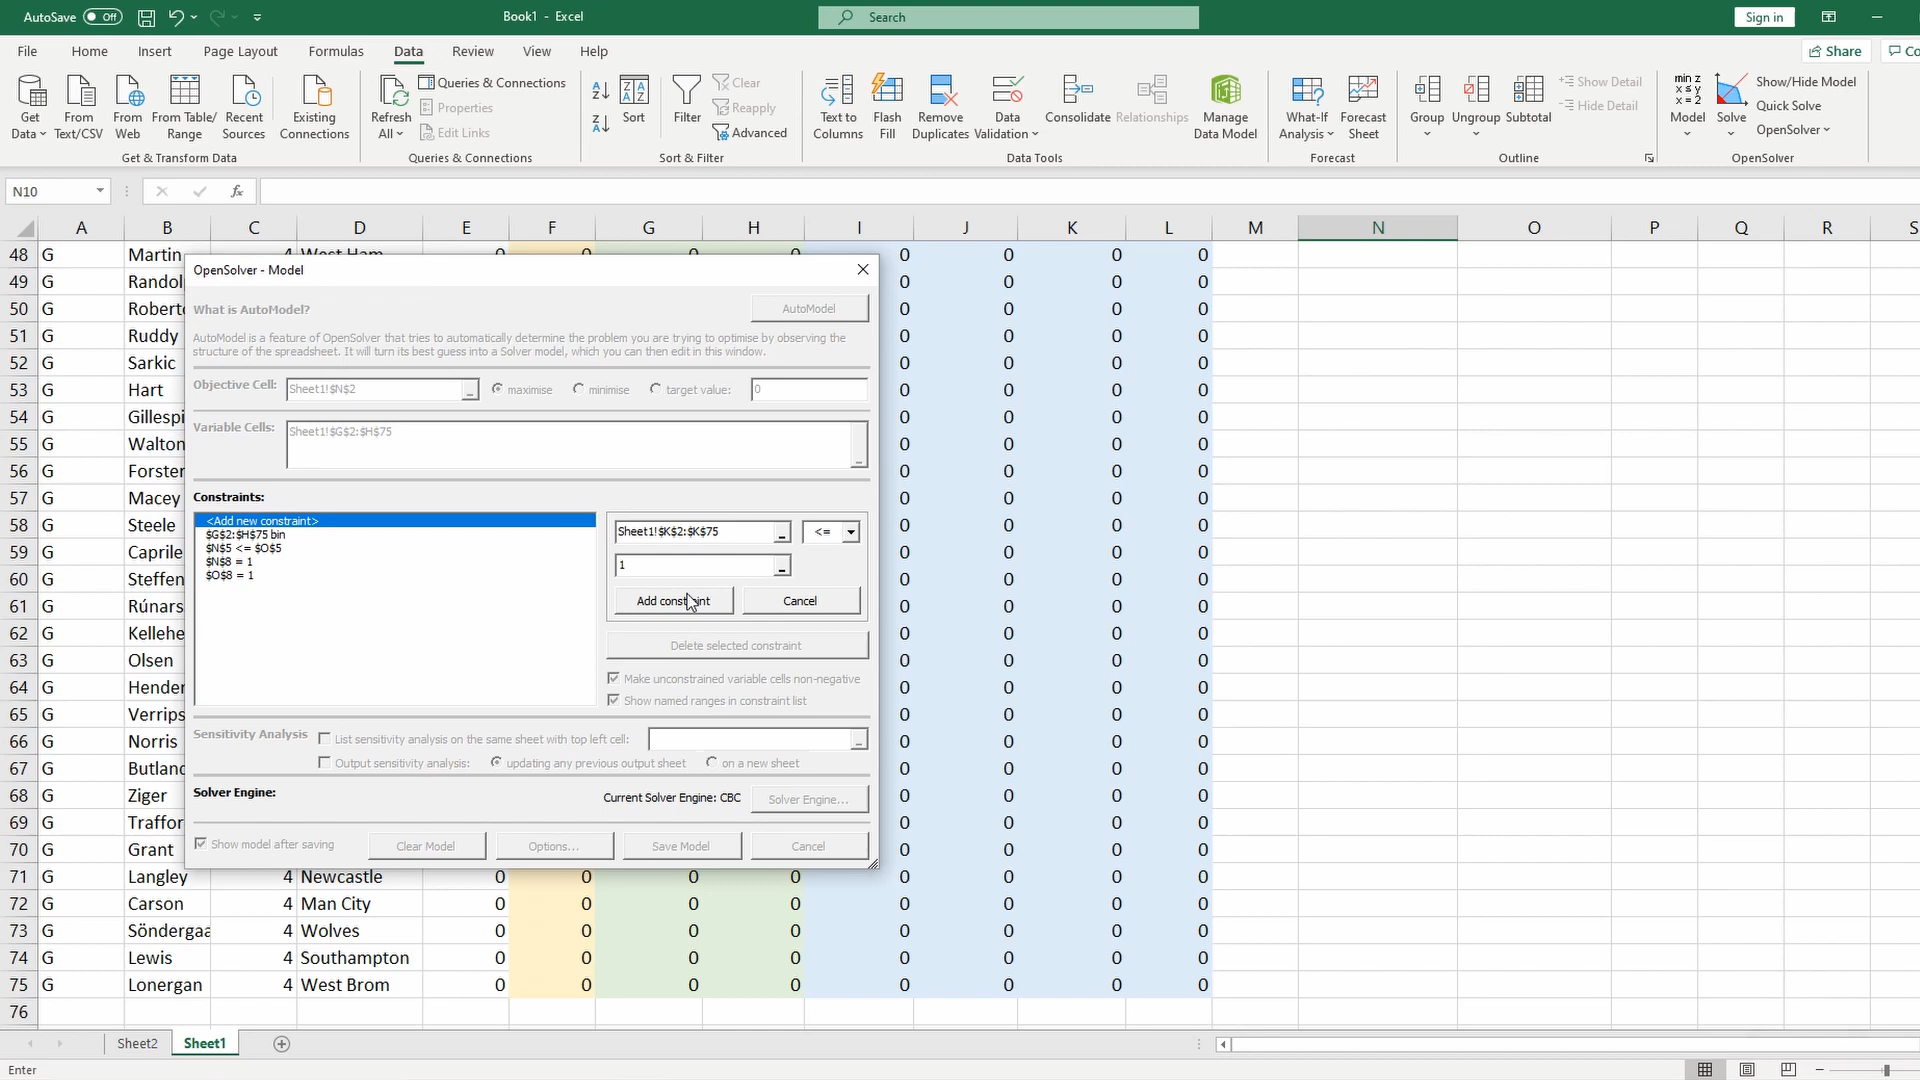 AutoSave Off Book1 - Excel Search Sign in
File Home Insert Page Layout Formulas Data Review View Help Share Co
Get Data From Text/CSV From Web From Table/ Range Recent Sources Existing Connections
Get & Transform Data
Refresh All Queries & Connections Properties Edit Links
Queries & Connections
Sort Filter Clear Reapply Advanced
Sort & Filter
Text to Columns Flash Fill Remove Duplicates Data Validation Consolidate Relationships Manage Data Model
Data Tools
What-If Analysis Forecast Sheet
Forecast
Group Ungroup Subtotal Show Detail Hide Detail
Outline
Model Solve Show/Hide Model Quick Solve OpenSolver
OpenSolver
N10 fx
A B C D E F G H I J K L M N O P Q R S
48 G Martin 4 West Ham 0 0 0 0 0 0 0 0
OpenSolver - Model
What is AutoModel? AutoModel
AutoModel is a feature of OpenSolver that tries to automatically determine the problem you are trying to optimise by observing the
structure of the spreadsheet. It will turn its best guess into a Solver model, which you can then edit in this window.
Objective Cell: Sheet1!$N$2 maximise minimise target value: 0
Variable Cells: Sheet1!$G$2:$H$75
Constraints:
<Add new constraint>
$G$2:$H$75 bin
$N$5 <= $O$5
$N$8 = 1
$O$8 = 1
Sheet1!$K$2:$K$75 <=
1
Add constraint Cancel
Delete selected constraint
Make unconstrained variable cells non-negative
Show named ranges in constraint list
Sensitivity Analysis List sensitivity analysis on the same sheet with top left cell:
Output sensitivity analysis: updating any previous output sheet on a new sheet
Solver Engine: Current Solver Engine: CBC Solver Engine...
Show model after saving Clear Model Options... Save Model Cancel
49 G Randolp 0 0 0 0
50 G Roberto 0 0 0 0
51 G Ruddy 0 0 0 0
52 G Sarkic 0 0 0 0
53 G Hart 0 0 0 0
54 G Gillespi 0 0 0 0
55 G Walton 0 0 0 0
56 G Forster 0 0 0 0
57 G Macey 0 0 0 0
58 G Steele 0 0 0 0
59 G Caprile 0 0 0 0
60 G Steffen 0 0 0 0
61 G Rúnars 0 0 0 0
62 G Kellehe 0 0 0 0
63 G Olsen 0 0 0 0
64 G Hender 0 0 0 0
65 G Verrips 0 0 0 0
66 G Norris 0 0 0 0
67 G Butland 0 0 0 0
68 G Ziger 0 0 0 0
69 G Traffor 0 0 0 0
70 G Grant 0 0 0 0
71 G Langley 4 Newcastle 0 0 0 0 0 0 0 0
72 G Carson 4 Man City 0 0 0 0 0 0 0 0
73 G Söndergaa 4 Wolves 0 0 0 0 0 0 0 0
74 G Lewis 4 Southampton 0 0 0 0 0 0 0 0
75 G Lonergan 4 West Brom 0 0 0 0 0 0 0 0
76
Sheet2 Sheet1
Enter